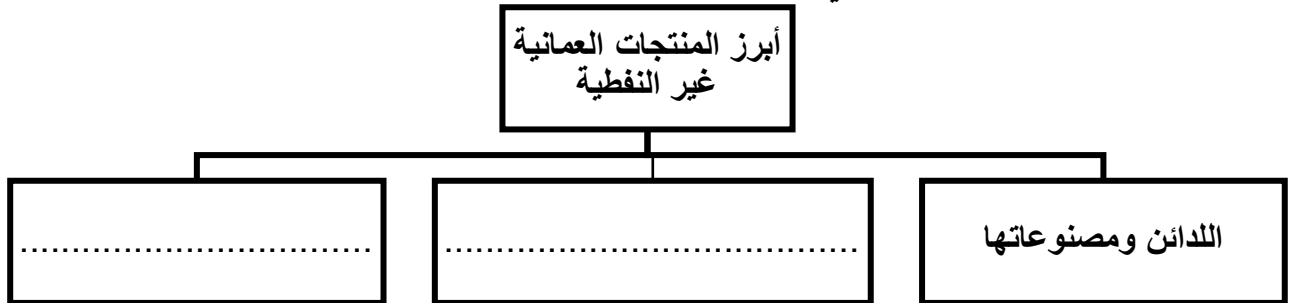 أبرز المنتجات العمانية
غير النفطية
اللدائن ومصنوعاتها
........................................
..................................